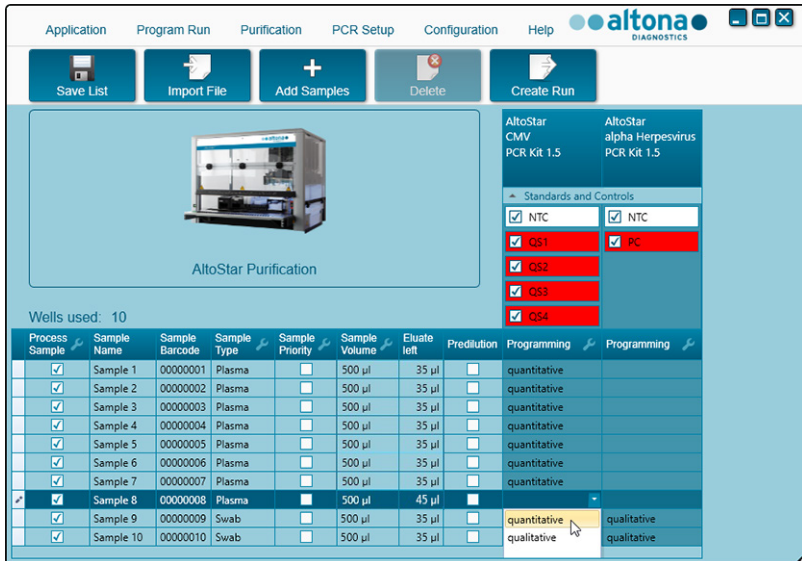 Application Program Run Purification PCR Setup Configuration Help altona
DIAGNOSTICS
Save List Import File Add Samples Delete Create Run
AltoStar
CMV
PCR Kit 1.5
AltoStar
alpha Herpesvirus
PCR Kit 1.5
Standards and Controls
NTC NTC
QS1 PC
QS2
QS3
QS4
AltoStar Purification
Wells used: 10
Process Sample Sample Name Sample Barcode Sample Type Sample Priority Sample Volume Eluate left Predilution Programming Programming
Sample 1 00000001 Plasma 500 µl 35 µl quantitative
Sample 2 00000002 Plasma 500 µl 35 µl quantitative
Sample 3 00000003 Plasma 500 µl 35 µl quantitative
Sample 4 00000004 Plasma 500 µl 35 µl quantitative
Sample 5 00000005 Plasma 500 µl 35 µl quantitative
Sample 6 00000006 Plasma 500 µl 35 µl quantitative
Sample 7 00000007 Plasma 500 µl 35 µl quantitative
Sample 8 00000008 Plasma 500 µl 45 µl
Sample 9 00000009 Swab 500 µl 35 µl quantitative qualitative
Sample 10 00000010 Swab 500 µl 35 µl qualitative qualitative